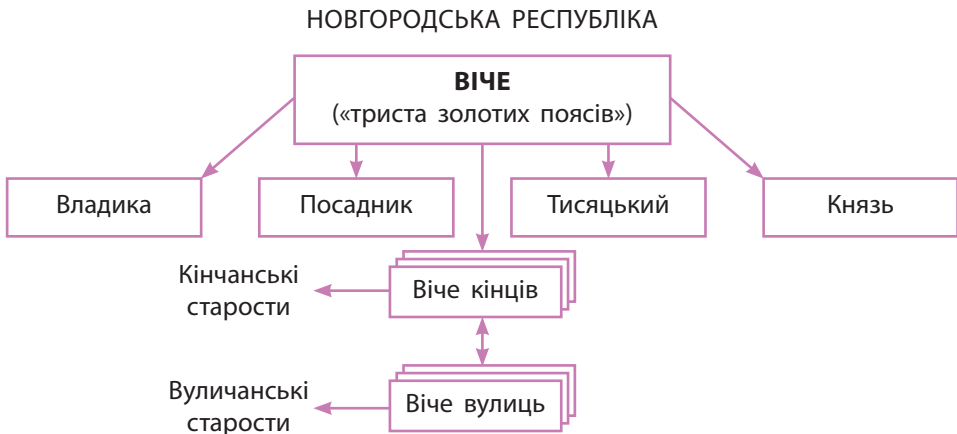 НОВГОРОДСЬКА РЕСПУБЛІКА
ВІЧЕ
(«триста золотих поясів»)
Владика
Посадник
Тисяцький
Князь
Кінчанські
старости
Віче кінців
Вуличанські
старости
Віче вулиць